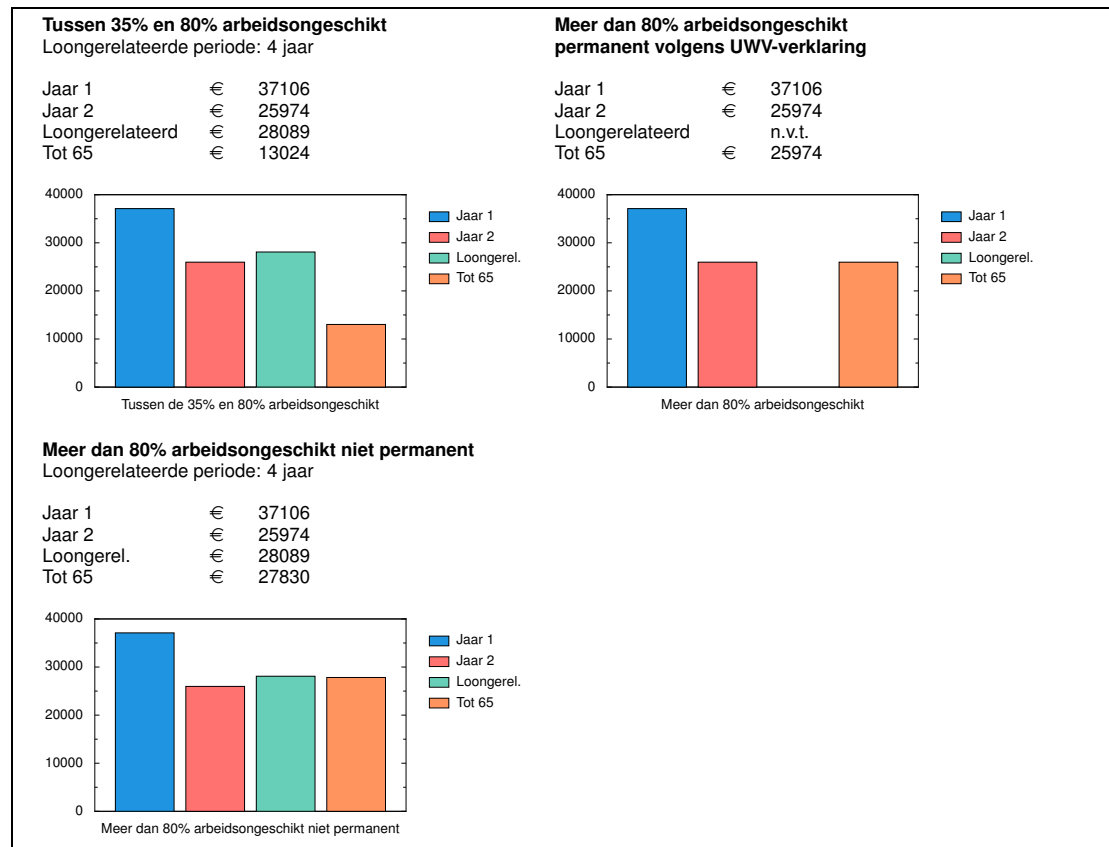 Tussen 35% en 80% arbeidsongeschikt
Loongerelateerde periode: 4 jaar
Jaar 1 € 37106
Jaar 2 € 25974
Loongerelateerd € 28089
Tot 65 € 13024
40000
30000
20000
10000
0
Jaar 1
Jaar 2
Loongerel.
Tot 65
Tussen de 35% en 80% arbeidsongeschikt
Meer dan 80% arbeidsongeschikt
permanent volgens UWV-verklaring
Jaar 1 € 37106
Jaar 2 € 25974
Loongerelateerd n.v.t.
Tot 65 € 25974
40000
30000
20000
10000
0
Jaar 1
Jaar 2
Loongerel.
Tot 65
Meer dan 80% arbeidsongeschikt
Meer dan 80% arbeidsongeschikt niet permanent
Loongerelateerde periode: 4 jaar
Jaar 1 € 37106
Jaar 2 € 25974
Loongerel. € 28089
Tot 65 € 27830
40000
30000
20000
10000
0
Jaar 1
Jaar 2
Loongerel.
Tot 65
Meer dan 80% arbeidsongeschikt niet permanent